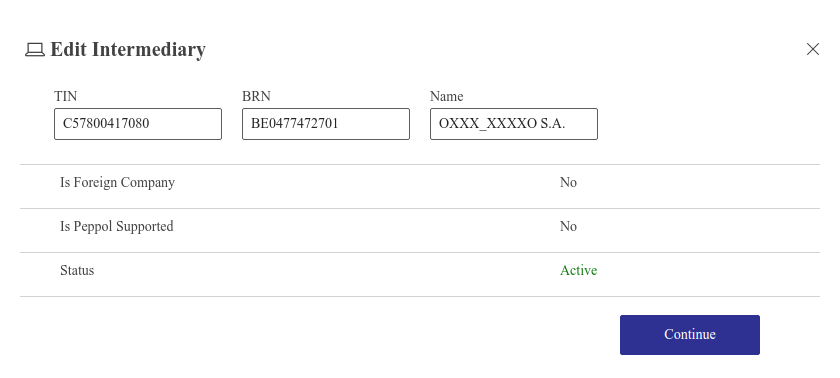 Edit Intermediary
TIN BRN Name
C57800417080 BE0477472701 OXXX_XXXXO S.A.
Is Foreign Company No
Is Peppol Supported No
Status Active
Continue